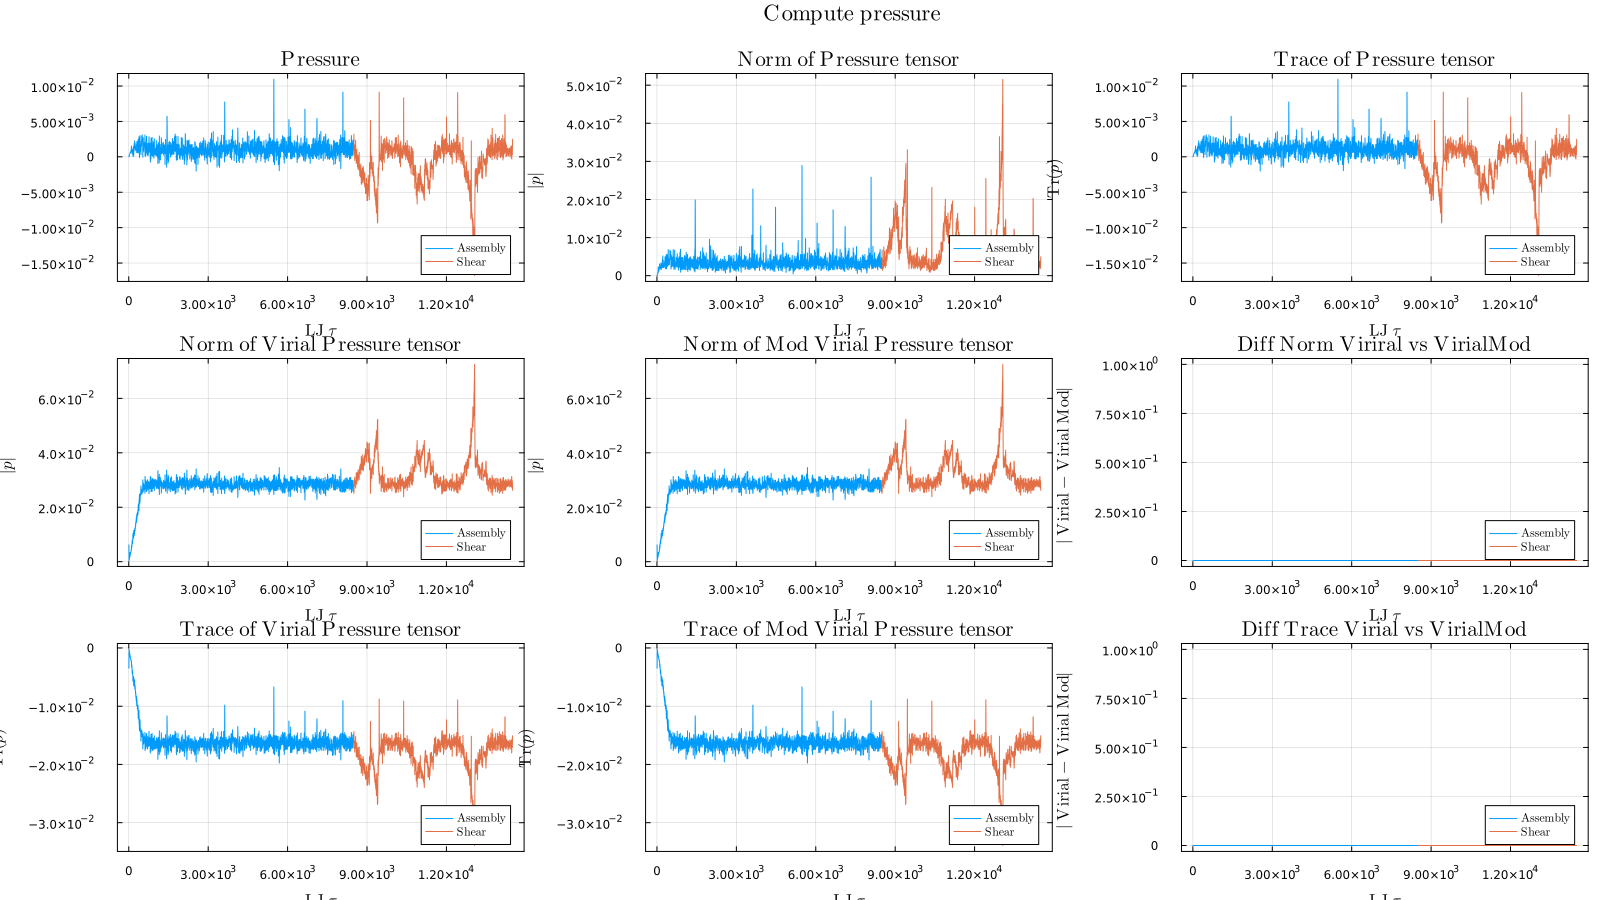 Compute pressure
Pressure
1.00×10⁻²
5.00×10⁻³
0
−5.00×10⁻³
−1.00×10⁻²
−1.50×10⁻²
Assembly
Shear
0 3.00×10³ 6.00×10³ 9.00×10³ 1.20×10⁴
LJ τ
Norm of Pressure tensor
|p|
5.0×10⁻²
4.0×10⁻²
3.0×10⁻²
2.0×10⁻²
1.0×10⁻²
0
Assembly
Shear
0 3.00×10³ 6.00×10³ 9.00×10³ 1.20×10⁴
LJ τ
Trace of Pressure tensor
Tr(p)
1.00×10⁻²
5.00×10⁻³
0
−5.00×10⁻³
−1.00×10⁻²
−1.50×10⁻²
Assembly
Shear
0 3.00×10³ 6.00×10³ 9.00×10³ 1.20×10⁴
LJ τ
Norm of Virial Pressure tensor
|p|
6.0×10⁻²
4.0×10⁻²
2.0×10⁻²
0
Assembly
Shear
0 3.00×10³ 6.00×10³ 9.00×10³ 1.20×10⁴
LJ τ
Norm of Mod Virial Pressure tensor
|p|
6.0×10⁻²
4.0×10⁻²
2.0×10⁻²
0
Assembly
Shear
0 3.00×10³ 6.00×10³ 9.00×10³ 1.20×10⁴
LJ τ
Diff Norm Viriral vs VirialMod
| Virial − Virial Mod|
1.00×10⁰
7.50×10⁻¹
5.00×10⁻¹
2.50×10⁻¹
0
Assembly
Shear
0 3.00×10³ 6.00×10³ 9.00×10³ 1.20×10⁴
LJ τ
Trace of Virial Pressure tensor
Tr(p)
0
−1.0×10⁻²
−2.0×10⁻²
−3.0×10⁻²
Assembly
Shear
0 3.00×10³ 6.00×10³ 9.00×10³ 1.20×10⁴
LJ τ
Trace of Mod Virial Pressure tensor
Tr(p)
0
−1.0×10⁻²
−2.0×10⁻²
−3.0×10⁻²
Assembly
Shear
0 3.00×10³ 6.00×10³ 9.00×10³ 1.20×10⁴
LJ τ
Diff Trace Virial vs VirialMod
| Virial − Virial Mod|
1.00×10⁰
7.50×10⁻¹
5.00×10⁻¹
2.50×10⁻¹
0
Assembly
Shear
0 3.00×10³ 6.00×10³ 9.00×10³ 1.20×10⁴
LJ τ